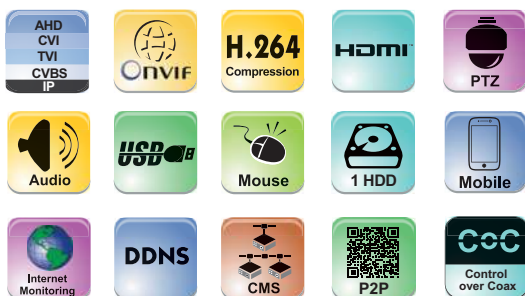 AHD
CVI
TVI
CVBS
IP
ONVIF
H.264
Compression
HDMI
PTZ
Audio
USB
Mouse
1 HDD
Mobile
Internet
Monitoring
DDNS
CMS
P2P
CoC
Control
over Coax